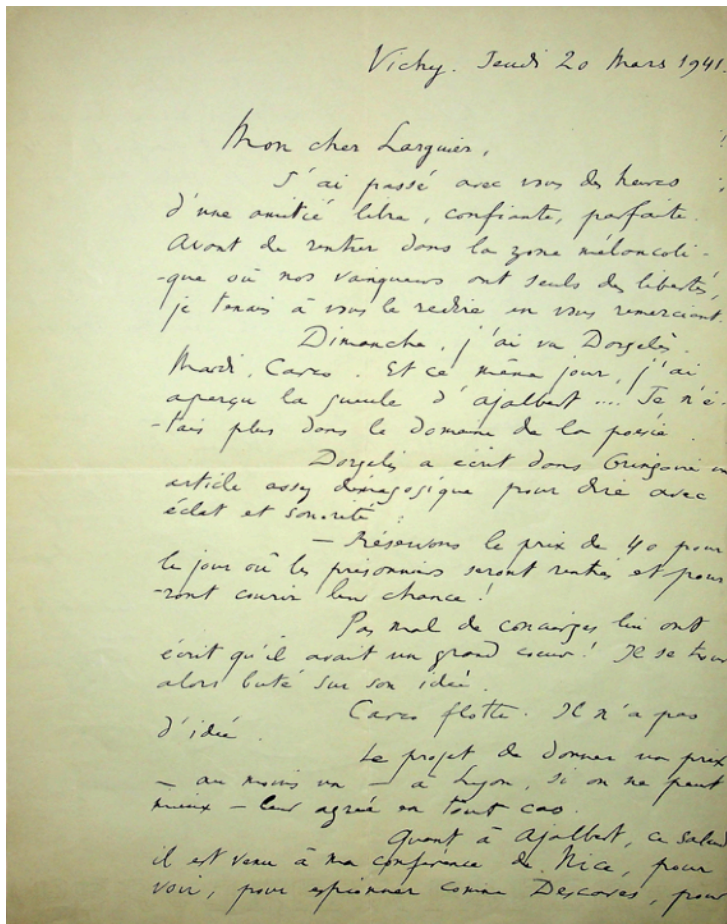 Vichy. Jeudi 20 Mars 1941.
Mon cher Larguier,
J'ai passé avec vous des heures
d'une amitié libre, confiante, parfaite.
Avant de rentrer dans la zone mélancoli-
-que où nos vainqueurs ont seuls des libertés,
je tenais à vous le redire en vous remerciant.
Dimanche, j'ai vu Dorgelès.
Mardi, Carco. Et ce même jour, j'ai
aperçu la gueule d'Ajalbert .... Je n'é-
-tais plus dans le domaine de la poésie.
Dorgelès a écrit dans Gringoire un
article assez démagogique pour dire avec
éclat et sonorité :
— Réservons le prix de 40 pour
le jour où les prisonniers seront rentrés et pour
-ront courir leur chance !
Pas mal de concierges lui ont
écrit qu'il avait un grand coeur ! Il se
alors buté sur son idée.
Carco flotte. Il n'a pas
d'idée.
Le projet de donner un prix
— au moins un — à Lyon, si on ne peut
mieux — leur agrée en tout cas.
Quant à Ajalbert, ce
il est venu à ma conférence de Nice, pour
voir, pour espionner comme Descaves, pour